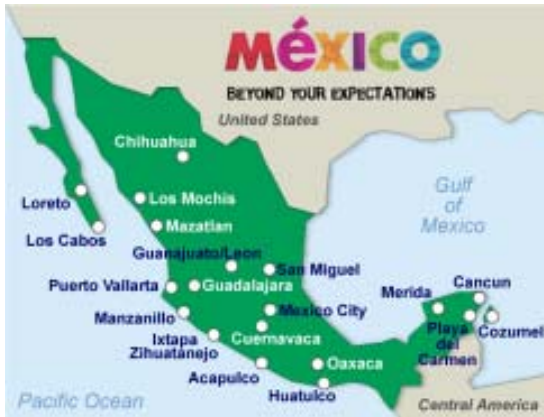 México
BEYOND YOUR EXPECTATIONS
United States
Chihuahua
Gulf
of
Mexico
Loreto
Los Mochis
Los Cabos
Mazatlan
Guanajuato/Leon
San Miguel
Puerto Vallarta
Guadalajara
Merida
Cancun
Manzanillo
Mexico City
Ixtapa
Zihuatanejo
Cuernavaca
Playa
del
Carmen
Cozumel
Acapulco
Oaxaca
Huatulco
Pacific Ocean
Central America